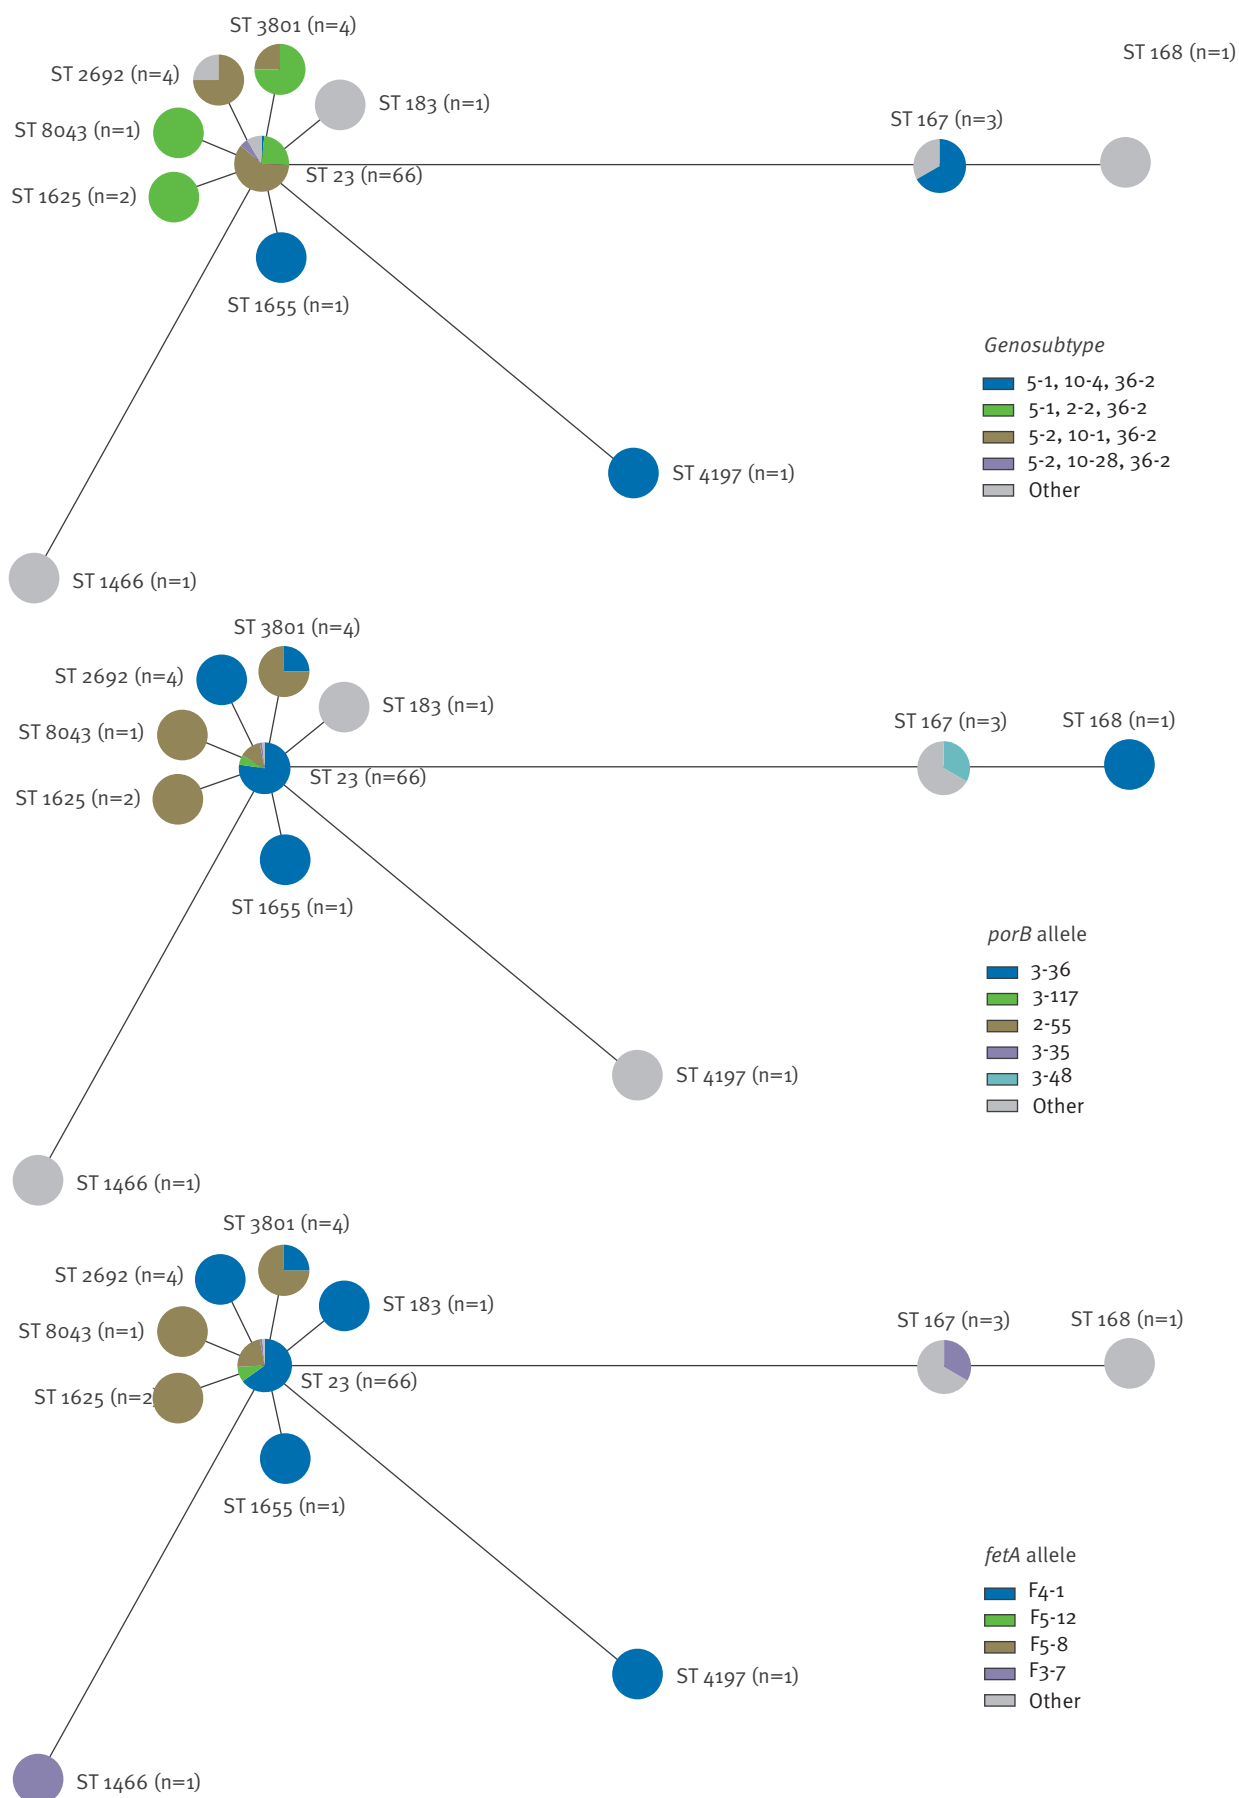 ST 3801 (n=4)
ST 168 (n=1)
ST 2692 (n=4)
ST 183 (n=1)
ST 8043 (n=1)
ST 167 (n=3)
ST 23 (n=66)
ST 1625 (n=2)
ST 1655 (n=1)
Genosubtype
5-1, 10-4, 36-2
5-1, 2-2, 36-2
5-2, 10-1, 36-2
5-2, 10-28, 36-2
Other
ST 4197 (n=1)
ST 1466 (n=1)
ST 3801 (n=4)
ST 2692 (n=4)
ST 183 (n=1)
ST 8043 (n=1)
ST 167 (n=3)
ST 168 (n=1)
ST 23 (n=66)
ST 1625 (n=2)
ST 1655 (n=1)
porB allele
3-36
3-117
2-55
3-35
3-48
Other
ST 4197 (n=1)
ST 1466 (n=1)
ST 3801 (n=4)
ST 2692 (n=4)
ST 183 (n=1)
ST 8043 (n=1)
ST 167 (n=3)
ST 168 (n=1)
ST 23 (n=66)
ST 1625 (n=2
ST 1655 (n=1)
fetA allele
F4-1
F5-12
F5-8
F3-7
Other
ST 4197 (n=1)
ST 1466 (n=1)